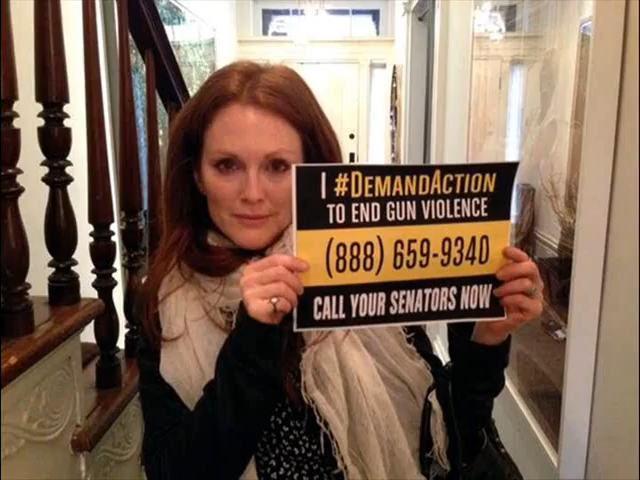 I #DEMANDACTION
TO END GUN VIOLENCE
(888) 659-9340
CALL YOUR SENATORS NOW